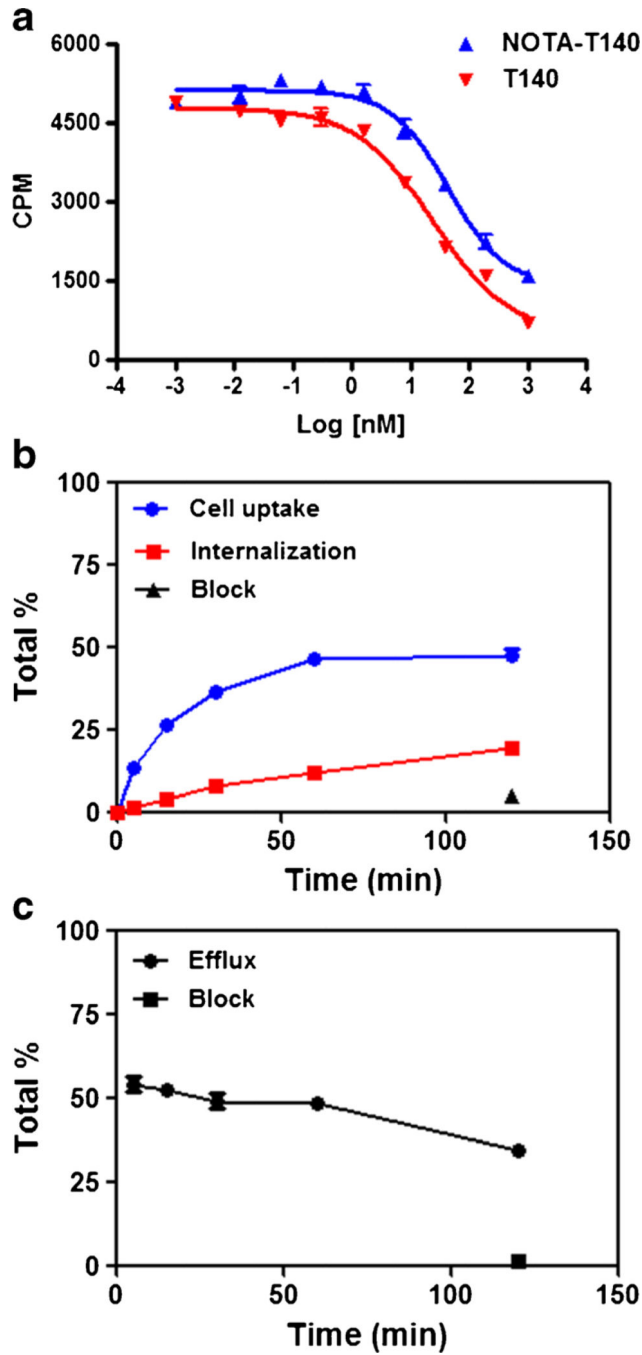 a
6000
4500
3000
1500
0
CPM
NOTA-T140
T140
-4 -3 -2 -1 0 1 2 3 4
Log [nM]
b
100
75
50
25
0
Total %
Cell uptake
Internalization
Block
0 50 100 150
Time (min)
c
100
75
50
25
0
Total %
Efflux
Block
0 50 100 150
Time (min)